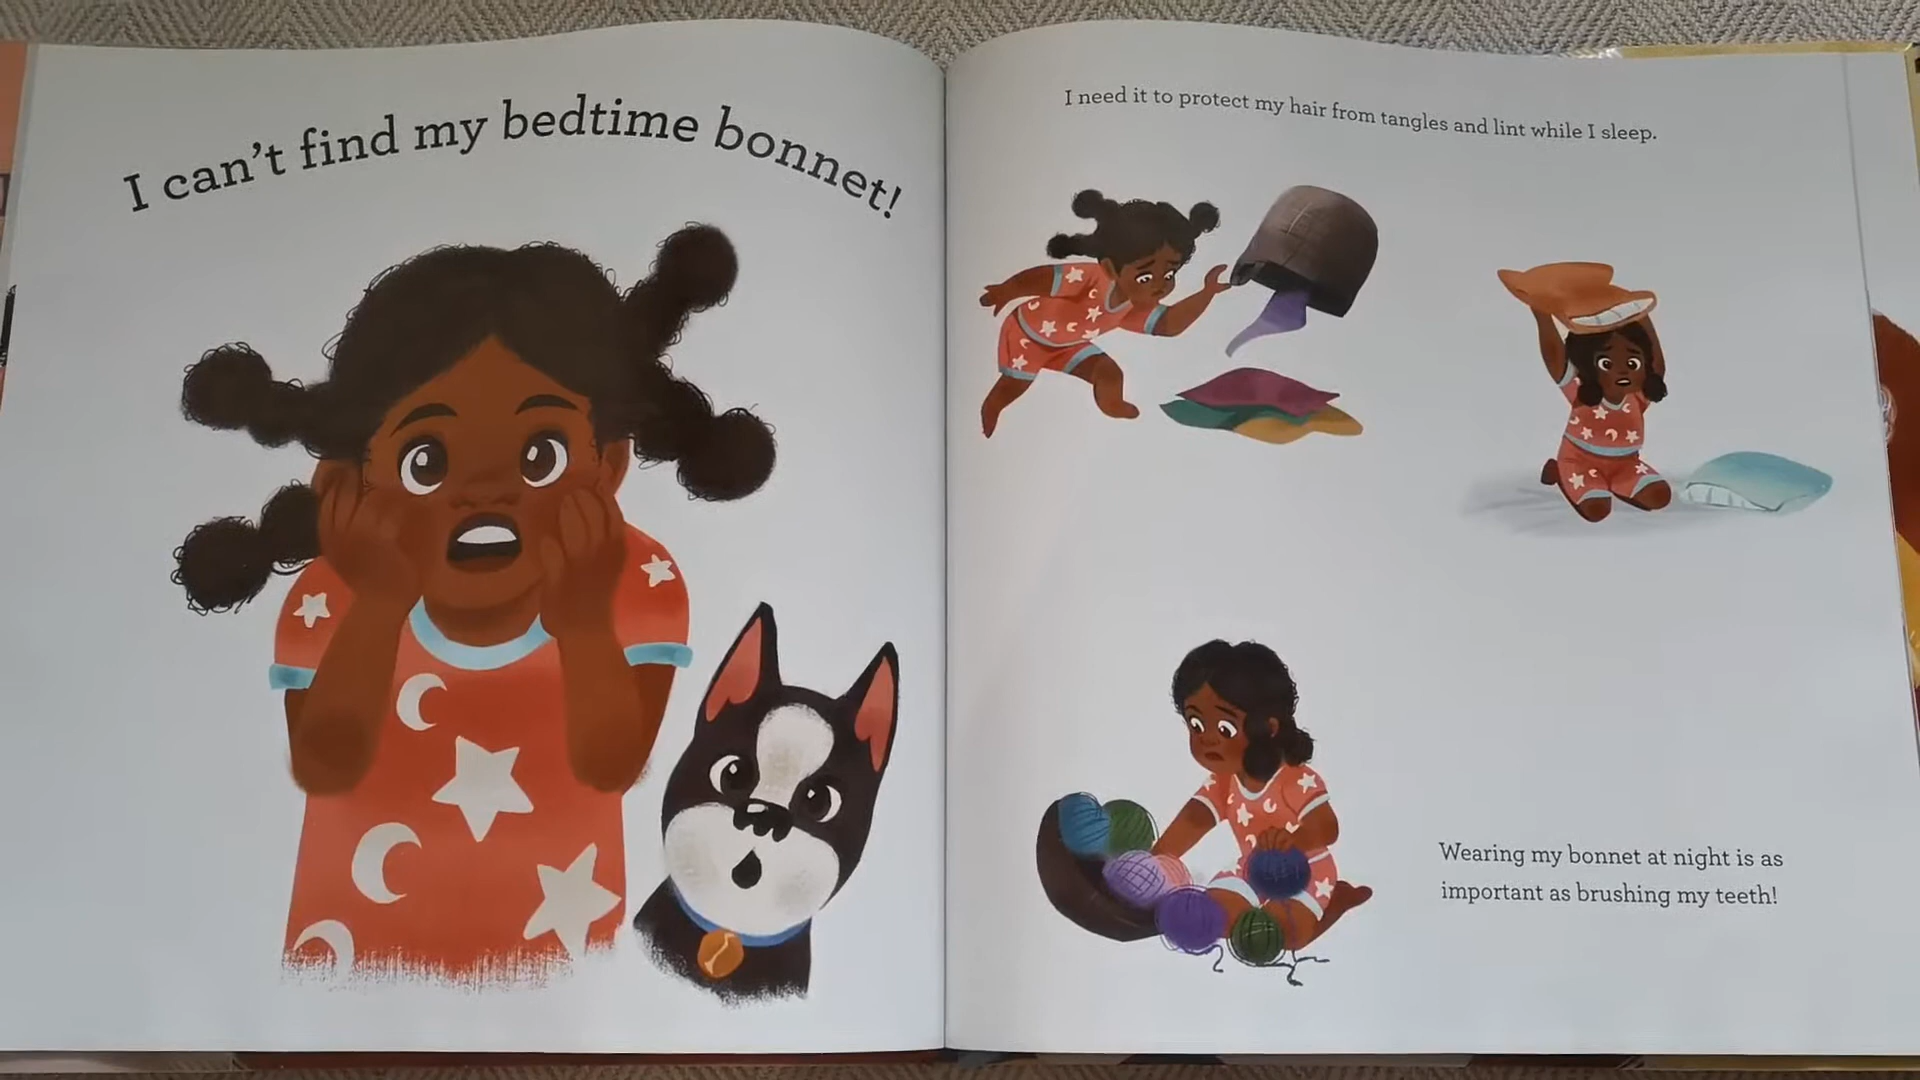 I can't find my bedtime bonnet!
I need it to protect my hair from tangles and lint while I sleep.
Wearing my bonnet at night is as
important as brushing my teeth!